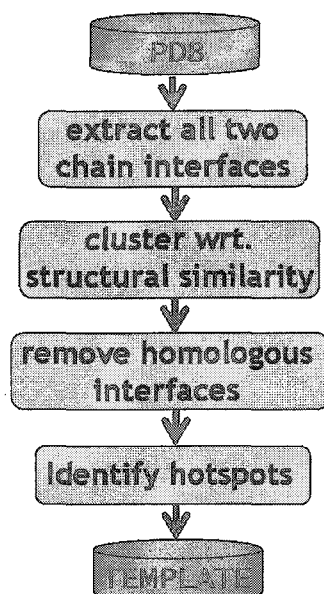 PDB
extract all two
chain interfaces
cluster wrt.
structural similarity
remove homologous
interfaces
Identify hotspots
TEMPLATE